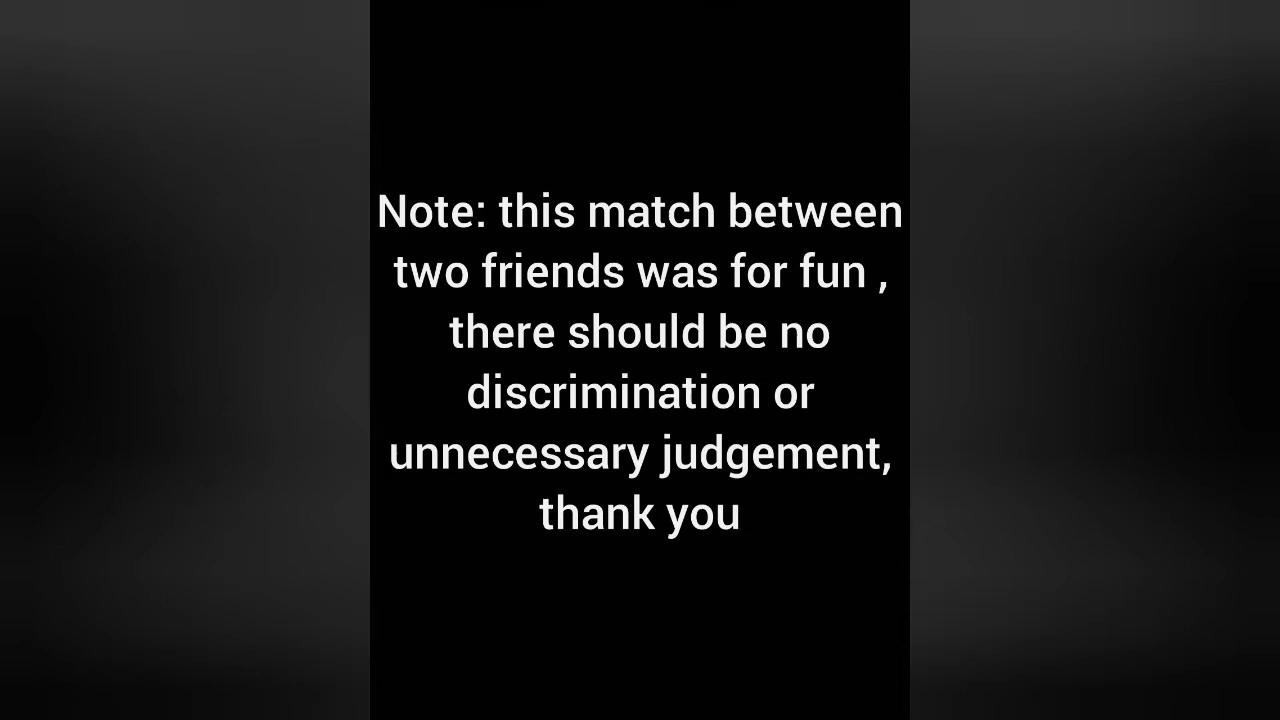 Note: this match between
two friends was for fun ,
there should be no
discrimination or
unnecessary judgement,
thank you